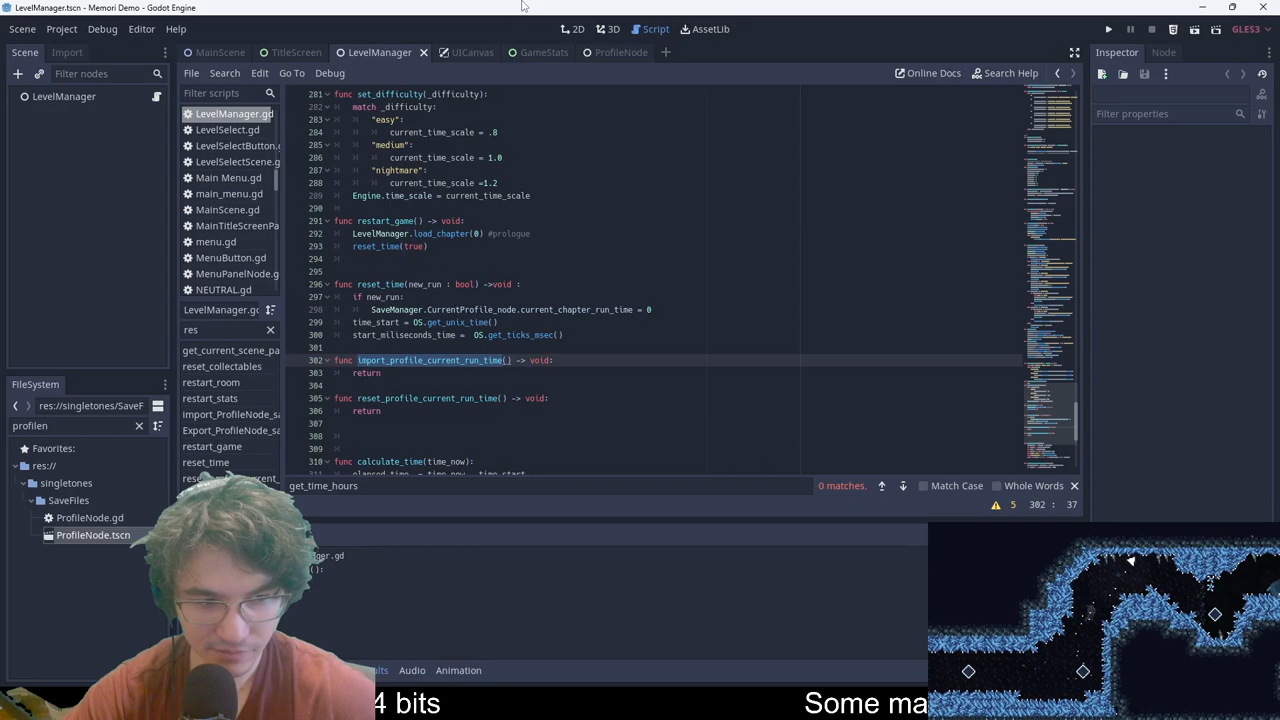 LevelManager.tscn - Memori Demo - Godot Engine
Scene Project Debug Editor Help
2D 3D Script AssetLib
GLES3
Scene Import
MainScene TitleScreen LevelManager UICanvas GameStats ProfileNode
Inspector Node
Filter nodes
File Search Edit Go To Debug
Online Docs Search Help
LevelManager
Filter scripts
Filter properties
LevelManager.gd
LevelSelect.gd
LevelSelectButton.g
LevelSelectScene.g
Main Menu.gd
main_menu.gd
MainScene.gd
MainTitleScreenPa
menu.gd
MenuButton.gd
MenuPanelNode.g
NEUTRAL.gd
LevelManager.g
res
get_current_scene_pa
reset_collectables
restart_room
restart_stats
import_ProfileNode_s
Export_ProfileNode_sa
restart_game
reset_time
281 func set_difficulty(_difficulty):
282 match _difficulty:
283 "easy":
284 current_time_scale = .8
285 "medium":
286 current_time_scale = 1.0
287 "nightmare":
288 current_time_scale =1.2
289 Engine.time_scale = current_time_scale
290
291 func restart_game() -> void:
292 levelManager.load_chapter(0) #prologue
293 reset_time(true)
294
295
296 func reset_time(new_run : bool) ->void :
297 if new_run:
298 SaveManager.CurrentProfile_node.current_chapter_run_time = 0
299 time_start = OS.get_unix_time()
300 start_miliseconds_time = OS.get_ticks_msec()
301
302 func start_profile_current_run_time() -> void:
303 return
304
305 func reset_profile_current_run_time() -> void:
306 return
307
308
309
310 func calculate_time(time_now):
get_time_hours
0 matches.
Match Case Whole Words
5 302 : 37
FileSystem
res://singletones/SaveF
profilen
Favorites:
res://
singletones
SaveFiles
ProfileNode.gd
ProfileNode.tscn
Audio Animation
4 bits
Some ma